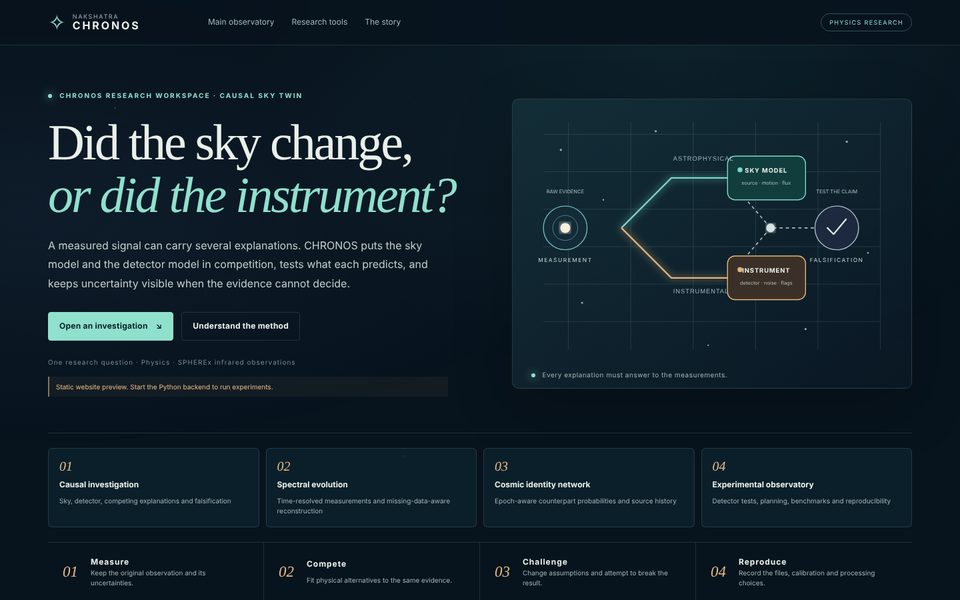 NAKSHATRA
CHRONOS
Main observatory
Research tools
The story
PHYSICS RESEARCH
CHRONOS RESEARCH WORKSPACE · CAUSAL SKY TWIN
Did the sky change,
or did the instrument?
A measured signal can carry several explanations. CHRONOS puts the sky
model and the detector model in competition, tests what each predicts, and
keeps uncertainty visible when the evidence cannot decide.
Open an investigation
Understand the method
One research question · Physics · SPHEREx infrared observations
Static website preview. Start the Python backend to run experiments.
ASTROPHYSICAL
SKY MODEL
source · motion · flux
RAW EVIDENCE
TEST THE CLAIM
MEASUREMENT
FALSIFICATION
INSTRUMENT
detector · noise · flags
INSTRUMENTAL
Every explanation must answer to the measurements.
01
Causal investigation
Sky, detector, competing explanations and falsification
02
Spectral evolution
Time-resolved measurements and missing-data-aware
reconstruction
03
Cosmic identity network
Epoch-aware counterpart probabilities and source history
04
Experimental observatory
Detector tests, planning, benchmarks and reproducibility
01
Measure
Keep the original observation and its
uncertainties.
02
Compete
Fit physical alternatives to the same evidence.
03
Challenge
Change assumptions and attempt to break the
result.
04
Reproduce
Record the files, calibration and processing
choices.